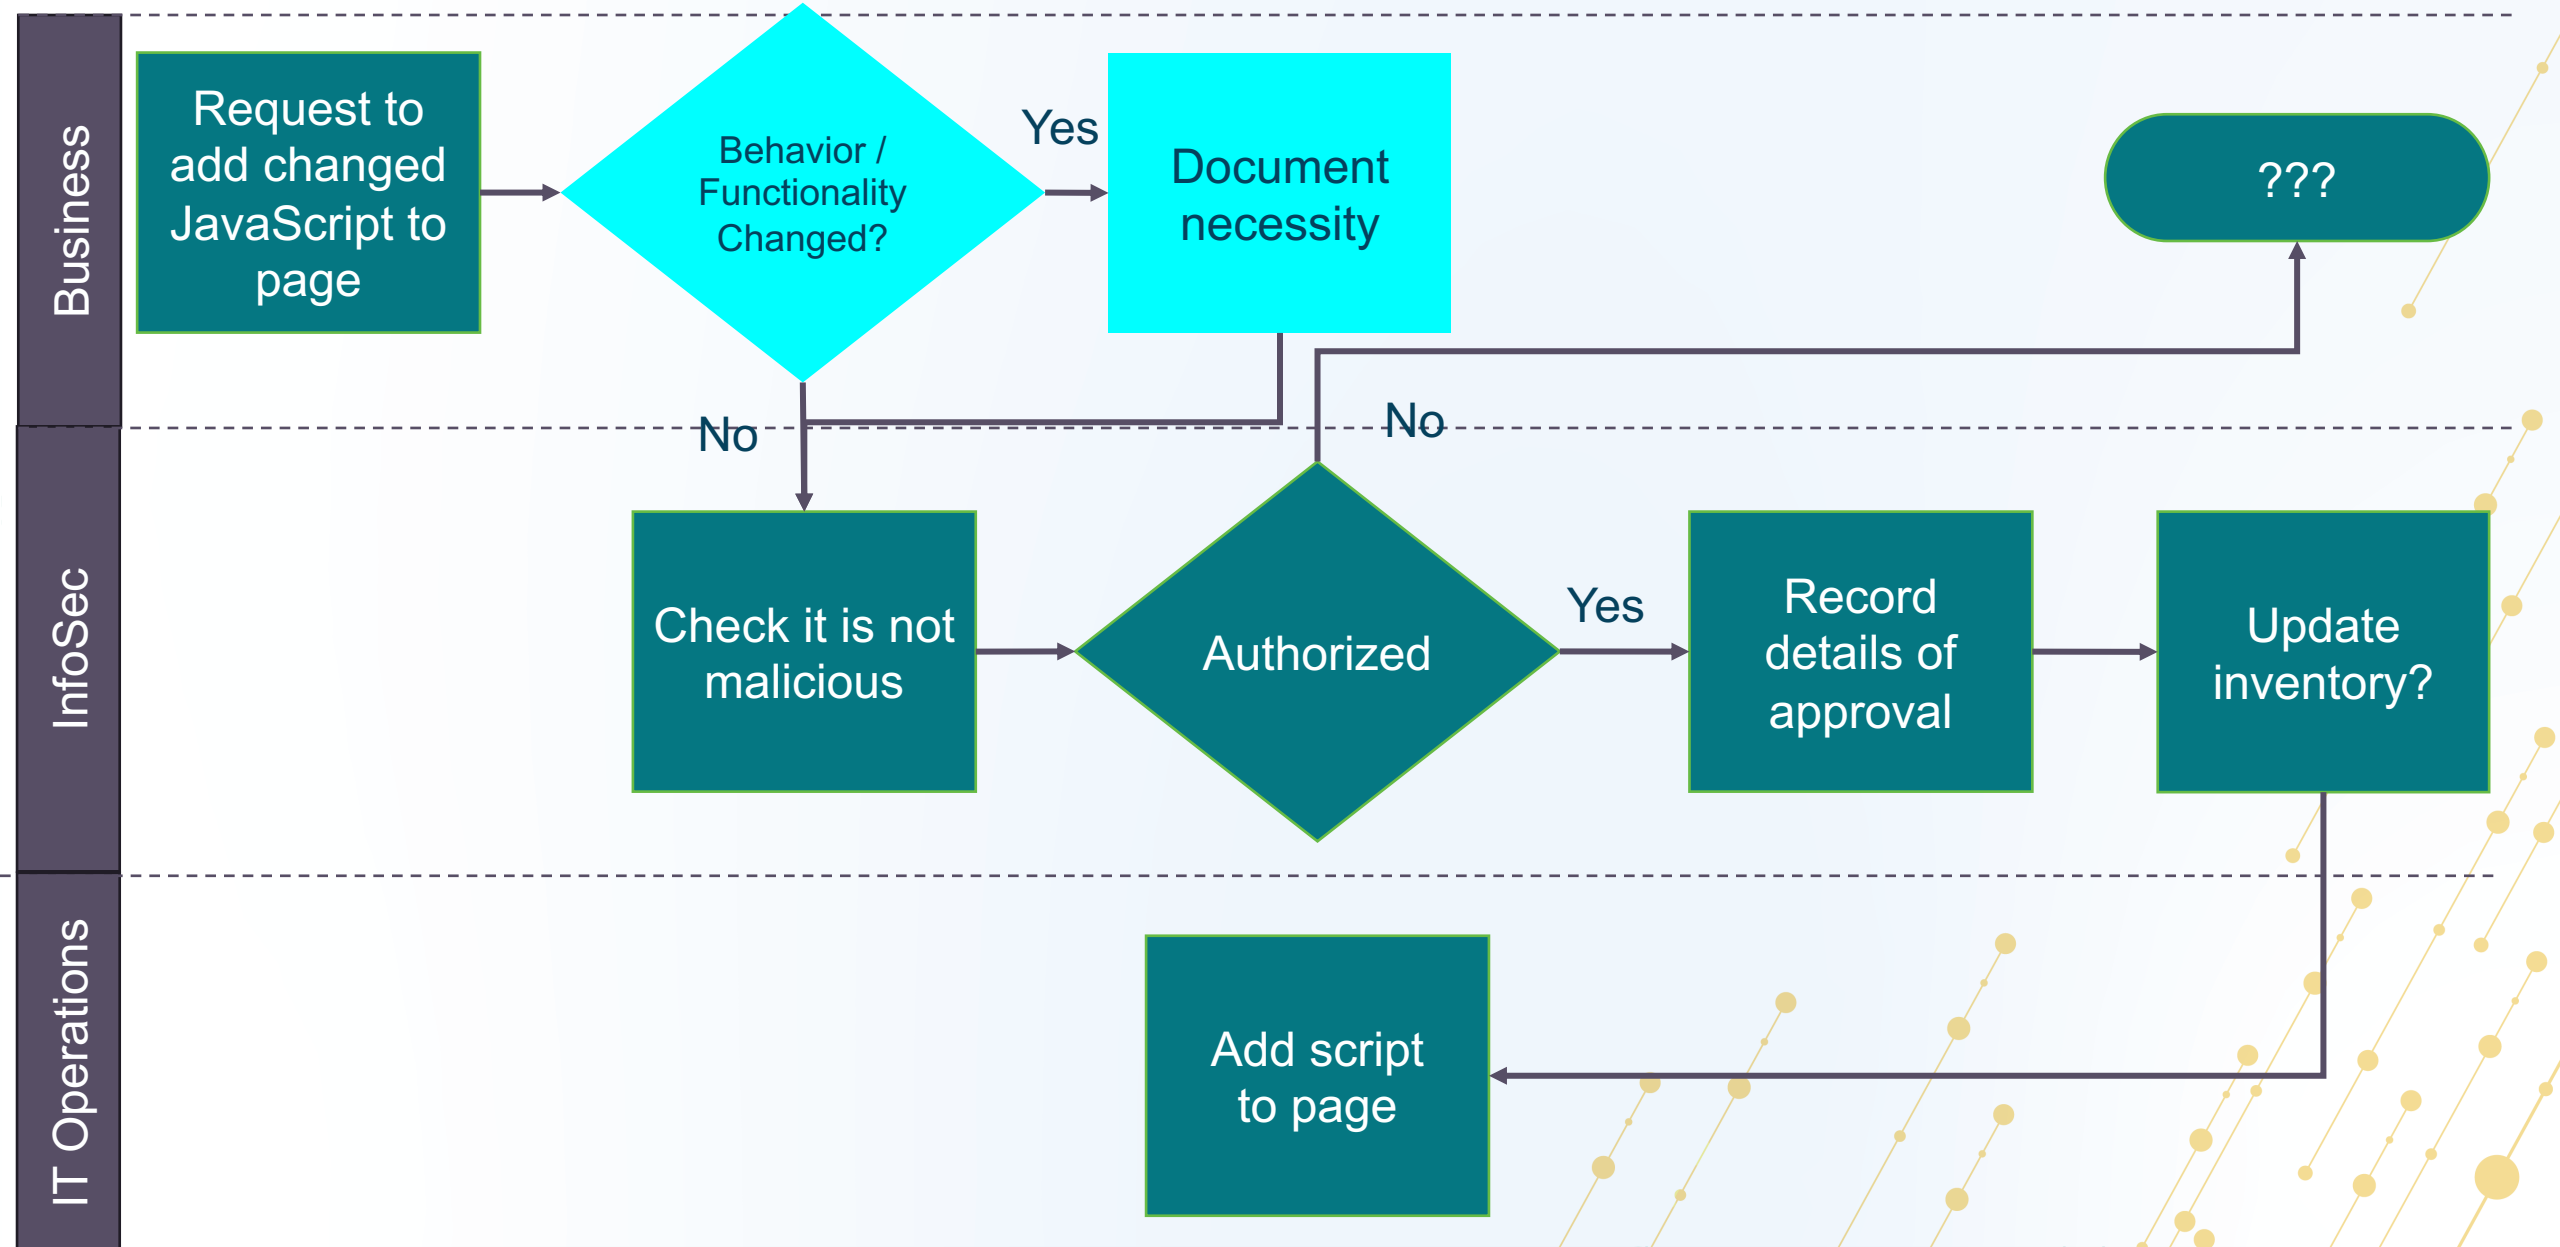 Business
Request to
add changed
JavaScript to
page
Behavior /
Functionality
Changed?
Yes
Document
necessity
???
No
No
InfoSec
Check it is not
malicious
Authorized
Yes
Record
details of
approval
Update
inventory?
IT Operations
Add script
to page